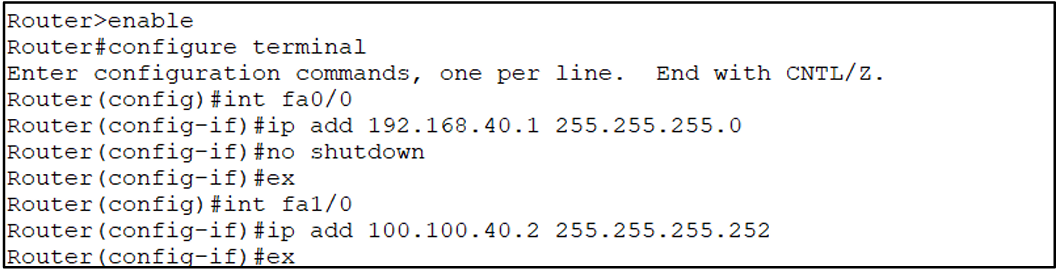 Router>enable
Router#configure terminal
Enter configuration commands, one per line.  End with CNTL/Z.
Router(config)#int fa0/0
Router(config-if)#ip add 192.168.40.1 255.255.255.0
Router(config-if)#no shutdown
Router(config-if)#ex
Router(config)#int fa1/0
Router(config-if)#ip add 100.100.40.2 255.255.255.252
Router(config-if)#ex